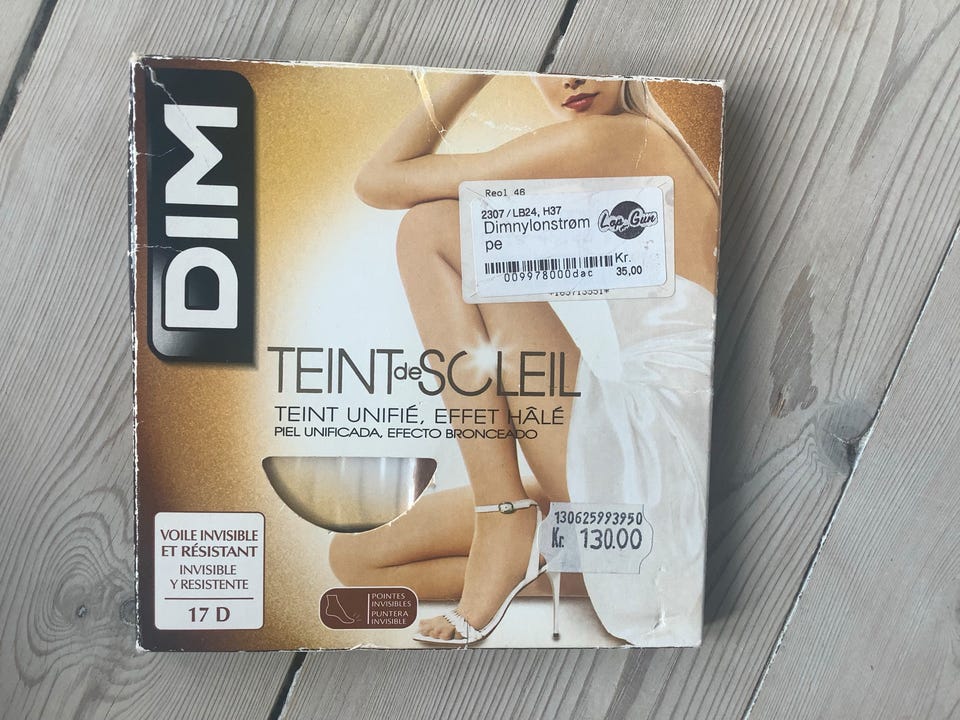 DIM
Reol 4B
2307 / LB24, H37
Dimnylonstrøm
pe
Lop Gun
Kr.
35,00
009978000dac
TEINT de SOLEIL
TEINT UNIFIÉ, EFFET HÂLÉ
PIEL UNIFICADA, EFECTO BRONCEADO
130625993950
Kr. 130.00
VOILE INVISIBLE
ET RÉSISTANT
INVISIBLE
Y RESISTENTE
17 D
POINTES
INVISIBLES
PUNTERA
INVISIBLE